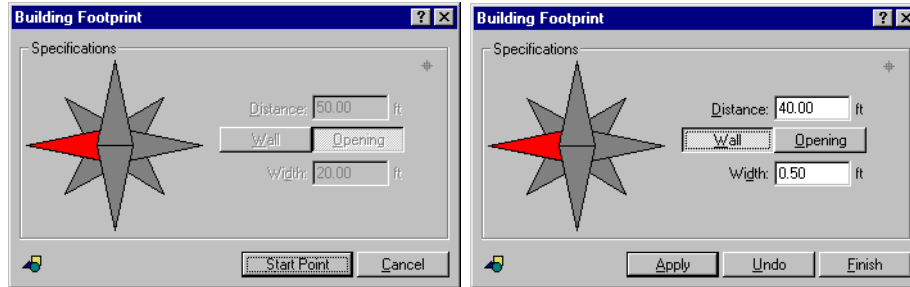 Building Footprint
Specifications
Distance: 50.00 ft
Wall Opening
Width: 20.00 ft
Start Point Cancel
Building Footprint
Specifications
Distance: 40.00 ft
Wall Opening
Width: 0.50 ft
Apply Undo Finish